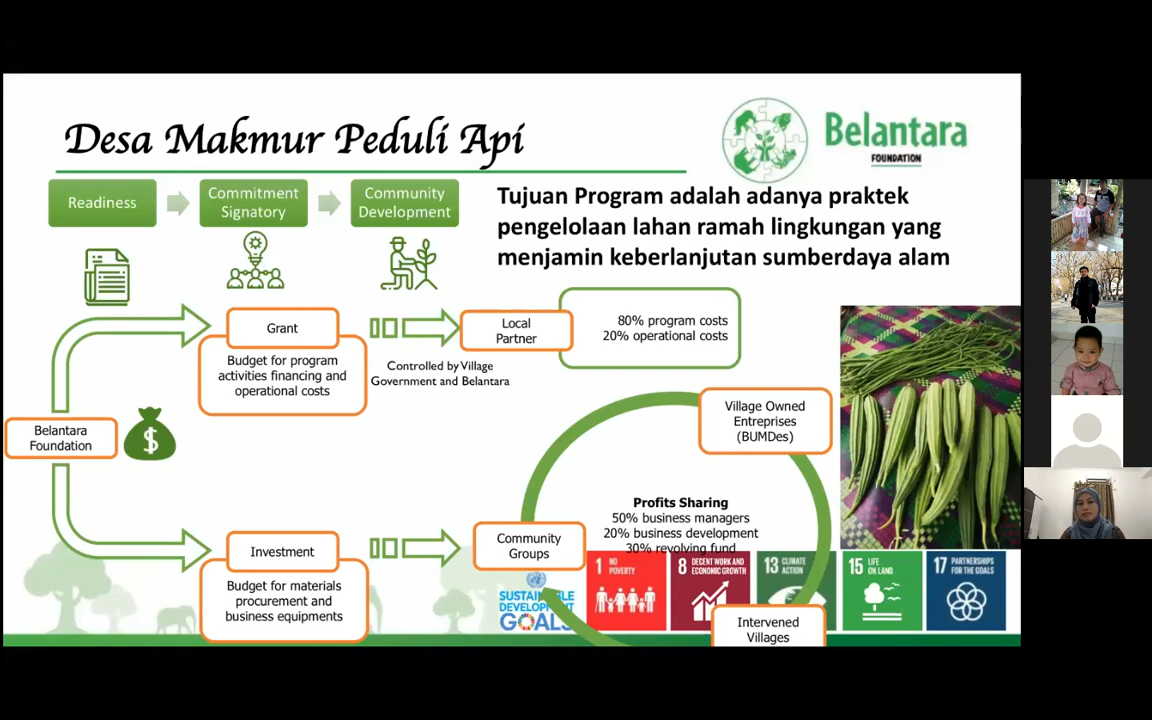 Desa Makmur Peduli Api
Belantara
FOUNDATION
Readiness
Commitment
Signatory
Community
Development
Tujuan Program adalah adanya praktek
pengelolaan lahan ramah lingkungan yang
menjamin keberlanjutan sumberdaya alam
Grant
Budget for program
activities financing and
operational costs
Controlled by Village
Government and Belantara
Local
Partner
80% program costs
20% operational costs
Belantara
Foundation
$
Village Owned
Entreprises
(BUMDes)
Profits Sharing
50% business managers
20% business development
30% revolving fund
Community
Groups
Investment
Budget for materials
procurement and
business equipments
SUSTAINABLE
DEVELOPMENT
GOALS
1 NO
POVERTY
8 DECENT WORK AND
ECONOMIC GROWTH
13 CLIMATE
ACTION
15 LIFE
ON LAND
17 PARTNERSHIPS
FOR THE GOALS
Intervened
Villages